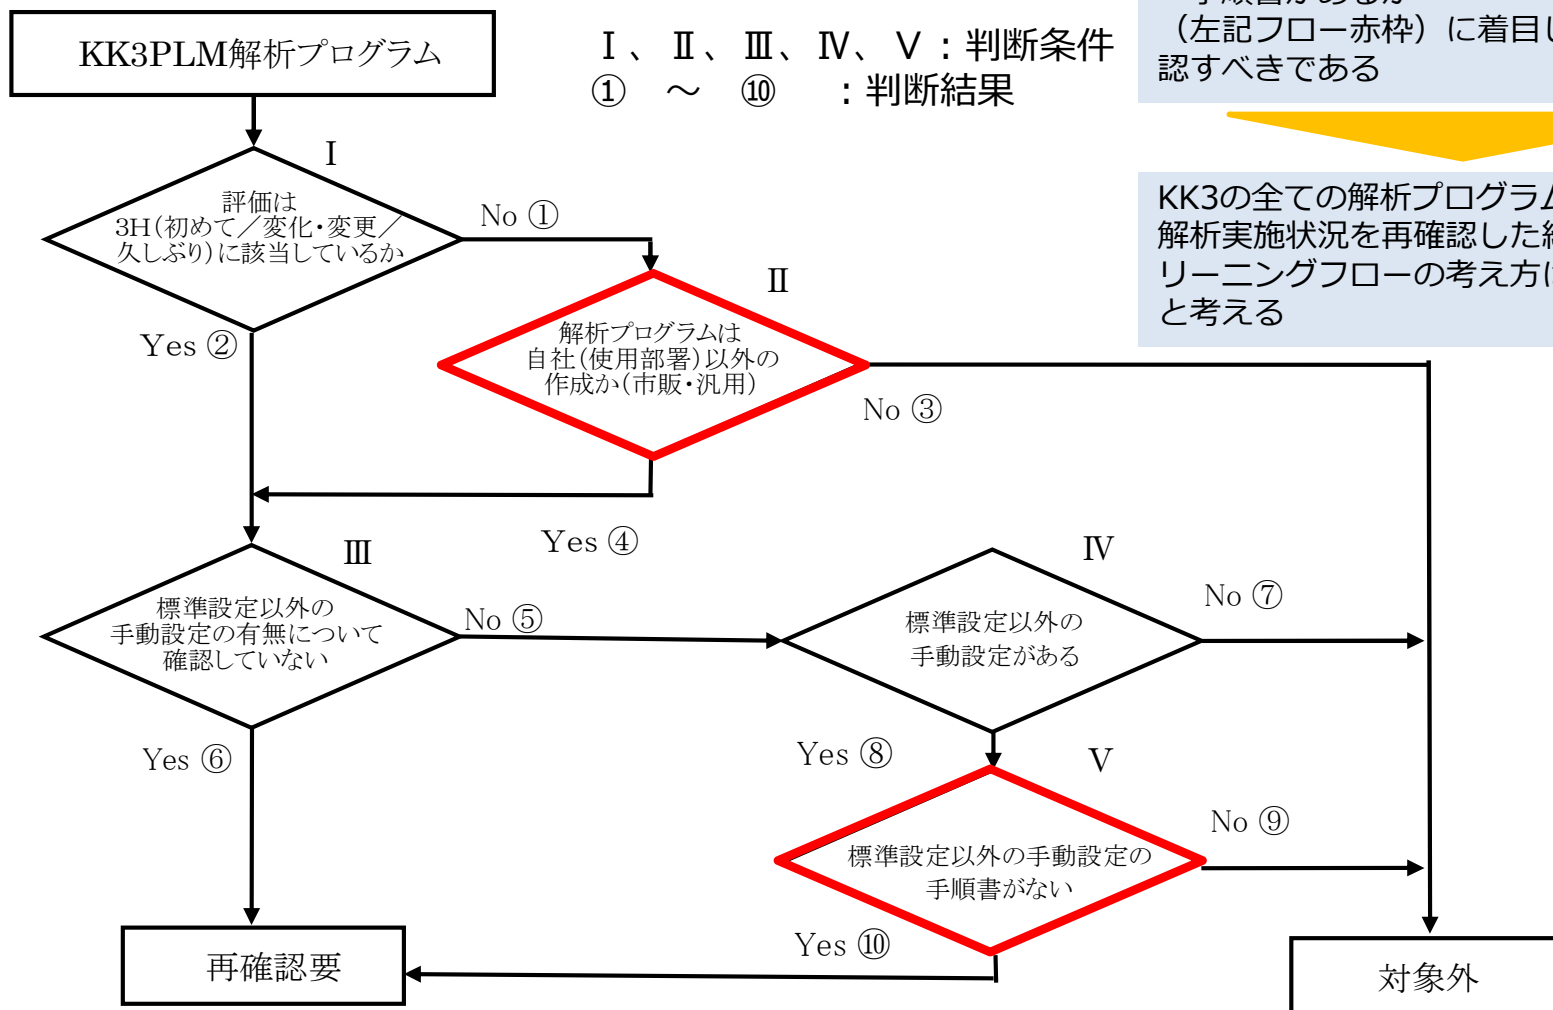 KK3PLM解析プログラム
Ⅰ、Ⅱ、Ⅲ、Ⅳ、Ⅴ：判断条件
① ～ ⑩ ：判断結果
手順書があるか
（左記フロー赤枠）に着目し
認すべきである
KK3の全ての解析プログラム
解析実施状況を再確認した
リーニングフローの考え方に
と考える
Ⅰ
評価は
3H（初めて／変化・変更／
久しぶり）に該当しているか
No ①
Yes ②
Ⅱ
解析プログラムは
自社（使用部署）以外の
作成か（市販・汎用）
No ③
Yes ④
Ⅲ
標準設定以外の
手動設定の有無について
確認していない
No ⑤
Yes ⑥
Ⅳ
標準設定以外の
手動設定がある
No ⑦
Yes ⑧
Ⅴ
標準設定以外の手動設定の
手順書がない
No ⑨
Yes ⑩
再確認要
対象外